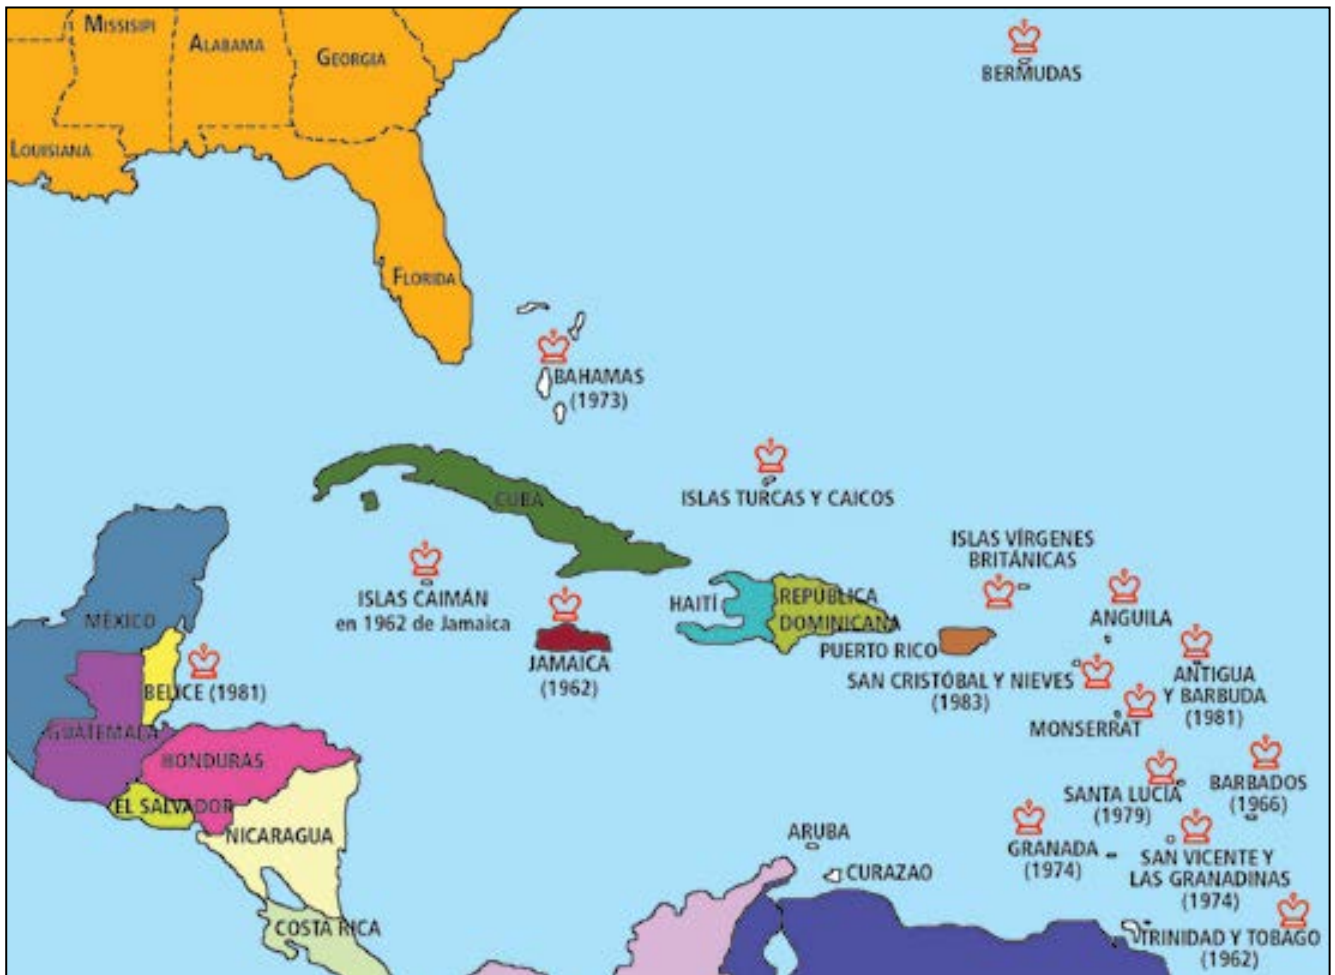 MISSISIPI
ALABAMA
GEORGIA
LOUISIANA
FLORIDA
BERMUDAS
BAHAMAS
(1973)
CUBA
ISLAS TURCAS Y CAICOS
ISLAS VÍRGENES
BRITÁNICAS
ISLAS CAIMÁN
en 1962 de Jamaica
JAMAICA
(1962)
HAITÍ
REPÚBLICA
DOMINICANA
PUERTO RICO
ANGUILA
SAN CRISTÓBAL Y NIEVES
(1983)
ANTIGUA
Y BARBUDA
(1981)
MONSERRAT
MÉXICO
BELICE (1981)
GUATEMALA
HONDURAS
EL SALVADOR
NICARAGUA
COSTA RICA
SANTA LUCIA
(1979)
BARBADOS
(1966)
ARUBA
CURAZAO
GRANADA
(1974)
SAN VICENTE Y
LAS GRANADINAS
(1974)
TRINIDAD Y TOBAGO
(1962)